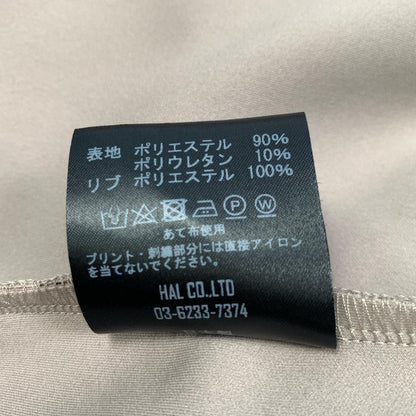 表地 ポリエステル 90%
ポリウレタン 10%
リブ ポリエステル 100%
あて布使用
プリント・刺繍部分には直接アイロン
を当てないでください
HAL CO.,LTD
03-6233-7374